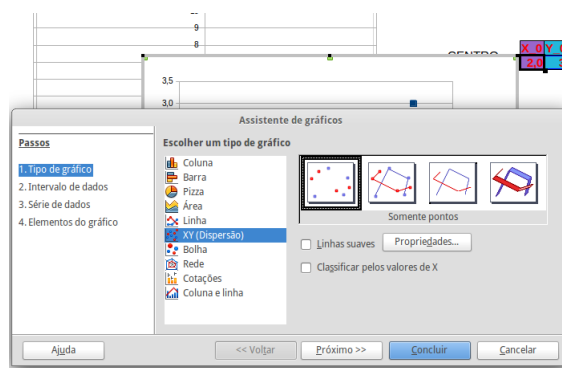 9
8
CENTRO
X_0
2,0
3
3,5
3,0
Assistente de gráficos
Passos
1. Tipo de gráfico
2. Intervalo de dados
3. Série de dados
4. Elementos do gráfico
Escolher um tipo de gráfico
Coluna
Barra
Pizza
Área
Linha
XY (Dispersão)
Bolha
Rede
Cotações
Coluna e linha
Somente pontos
Linhas suaves
Propriedades...
Classificar pelos valores de X
Ajuda
<< Voltar
Próximo >>
Concluir
Cancelar